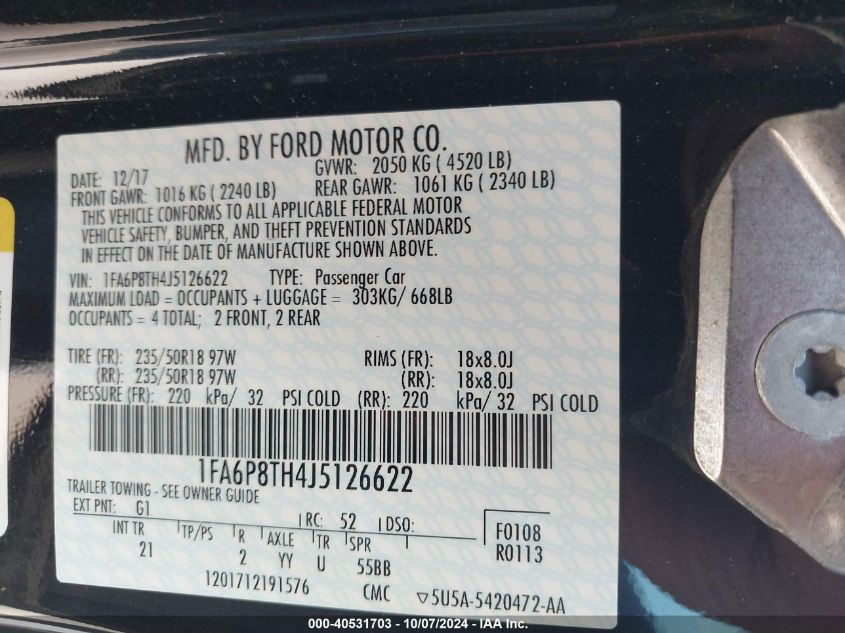 MFD. BY FORD MOTOR CO.
DATE: 12/17 GVWR: 2050 KG ( 4520 LB)
FRONT GAWR: 1016 KG ( 2240 LB) REAR GAWR: 1061 KG ( 2340 LB)
THIS VEHICLE CONFORMS TO ALL APPLICABLE FEDERAL MOTOR
VEHICLE SAFETY, BUMPER, AND THEFT PREVENTION STANDARDS
IN EFFECT ON THE DATE OF MANUFACTURE SHOWN ABOVE.
VIN: 1FA6P8TH4J5126622 TYPE: Passenger Car
MAXIMUM LOAD = OCCUPANTS + LUGGAGE = 303KG/ 668LB
OCCUPANTS = 4 TOTAL; 2 FRONT, 2 REAR
TIRE (FR): 235/50R18 97W RIMS (FR): 18x8.0J
(RR): 235/50R18 97W (RR): 18x8.0J
PRESSURE (FR): 220 kPa/ 32 PSI COLD (RR): 220 kPa/ 32 PSI COLD
1FA6P8TH4J5126622
TRAILER TOWING - SEE OWNER GUIDE
EXT PNT: G1 RC: 52 DSO: F0108
INT TR TP/PS R AXLE TR SPR R0113
21 2 YY U 55BB
1201712191576 CMC ▽5U5A-5420472-AA
000-40531703 - 10/07/2024 - IAA Inc.